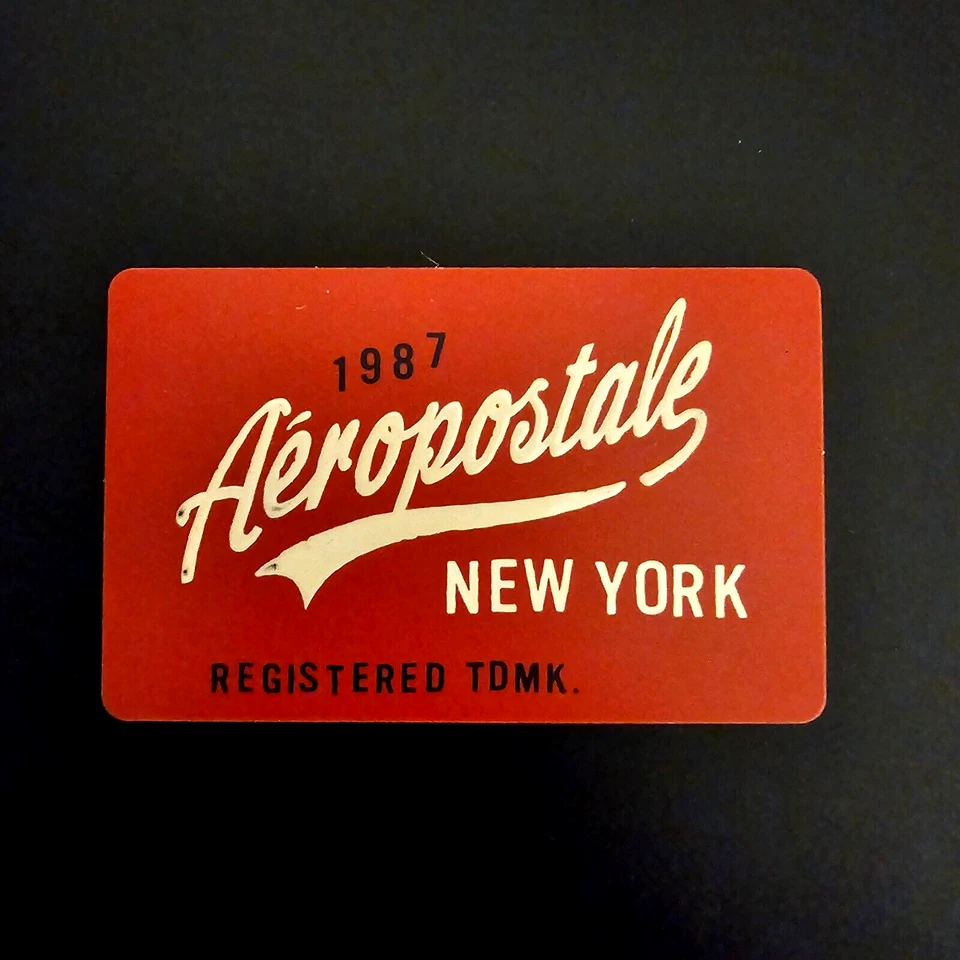 1987
Aéropostale
NEW YORK
REGISTERED TDMK.